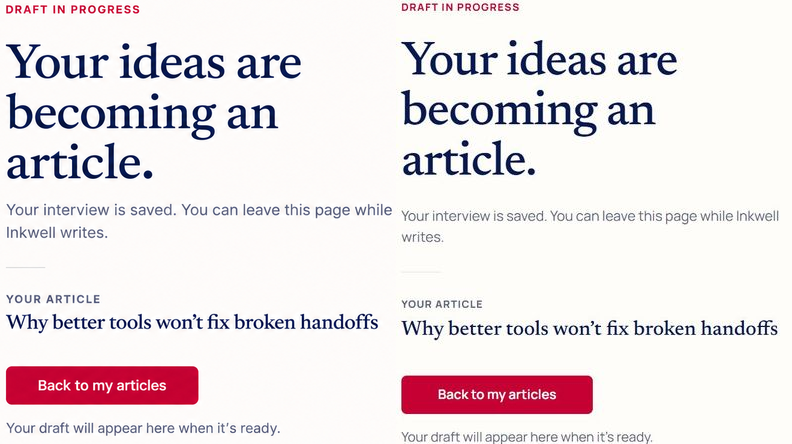 DRAFT IN PROGRESS
Your ideas are
becoming an
article.
Your interview is saved. You can leave this page while
Inkwell writes.
YOUR ARTICLE
Why better tools won’t fix broken handoffs
Back to my articles
Your draft will appear here when it's ready.
DRAFT IN PROGRESS
Your ideas are
becoming an
article.
Your interview is saved. You can leave this page while Inkwell
writes.
YOUR ARTICLE
Why better tools won’t fix broken handoffs
Back to my articles
Your draft will appear here when it’s ready.